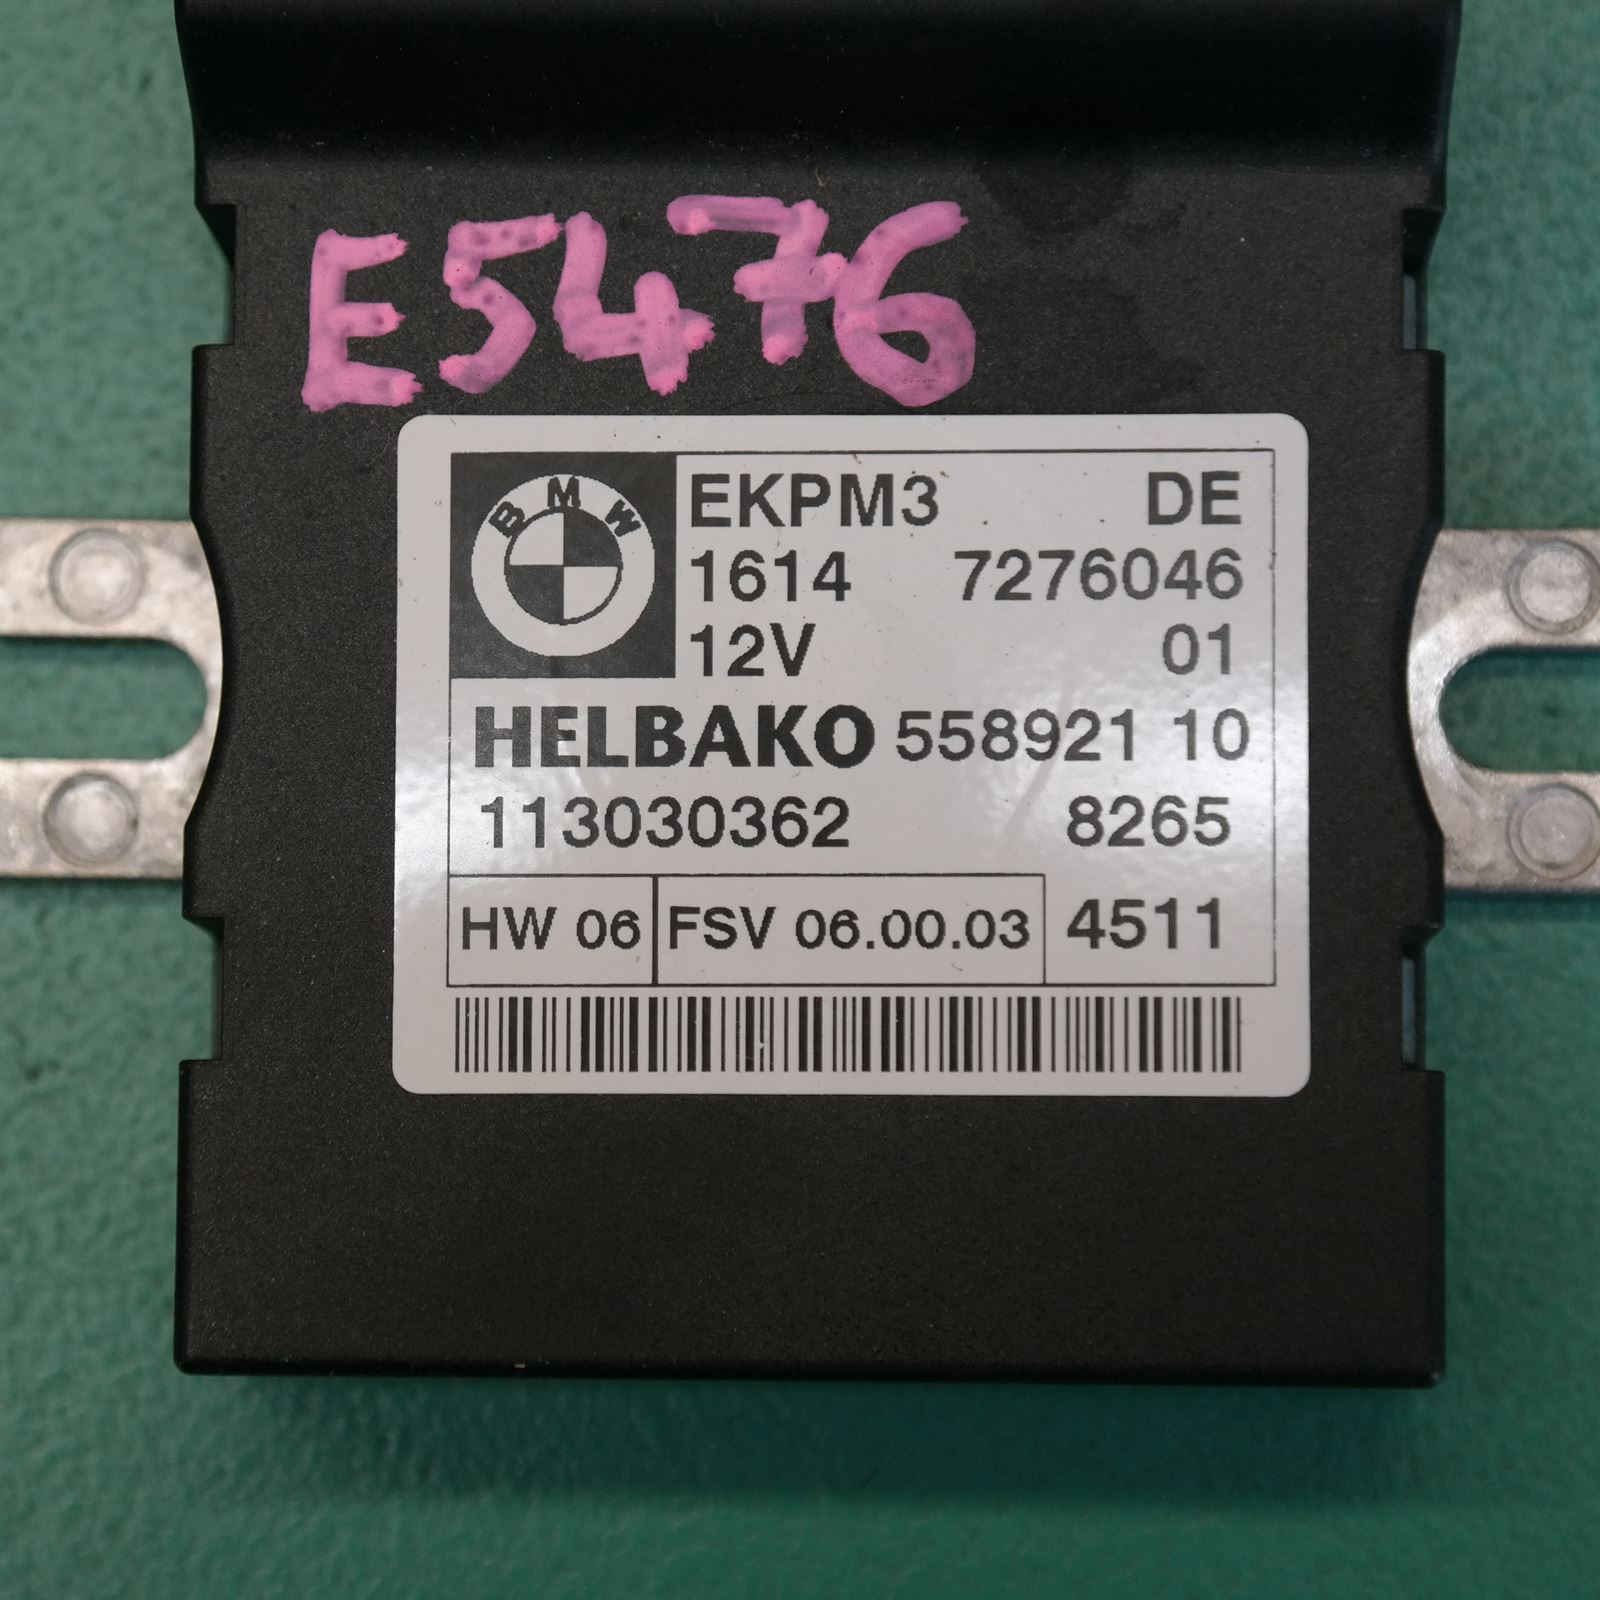 E5476
BMW
EKPM3 DE
1614 7276046
12V 01
HELBAKO 558921 10
113030362 8265
HW 06 FSV 06.00.03 4511